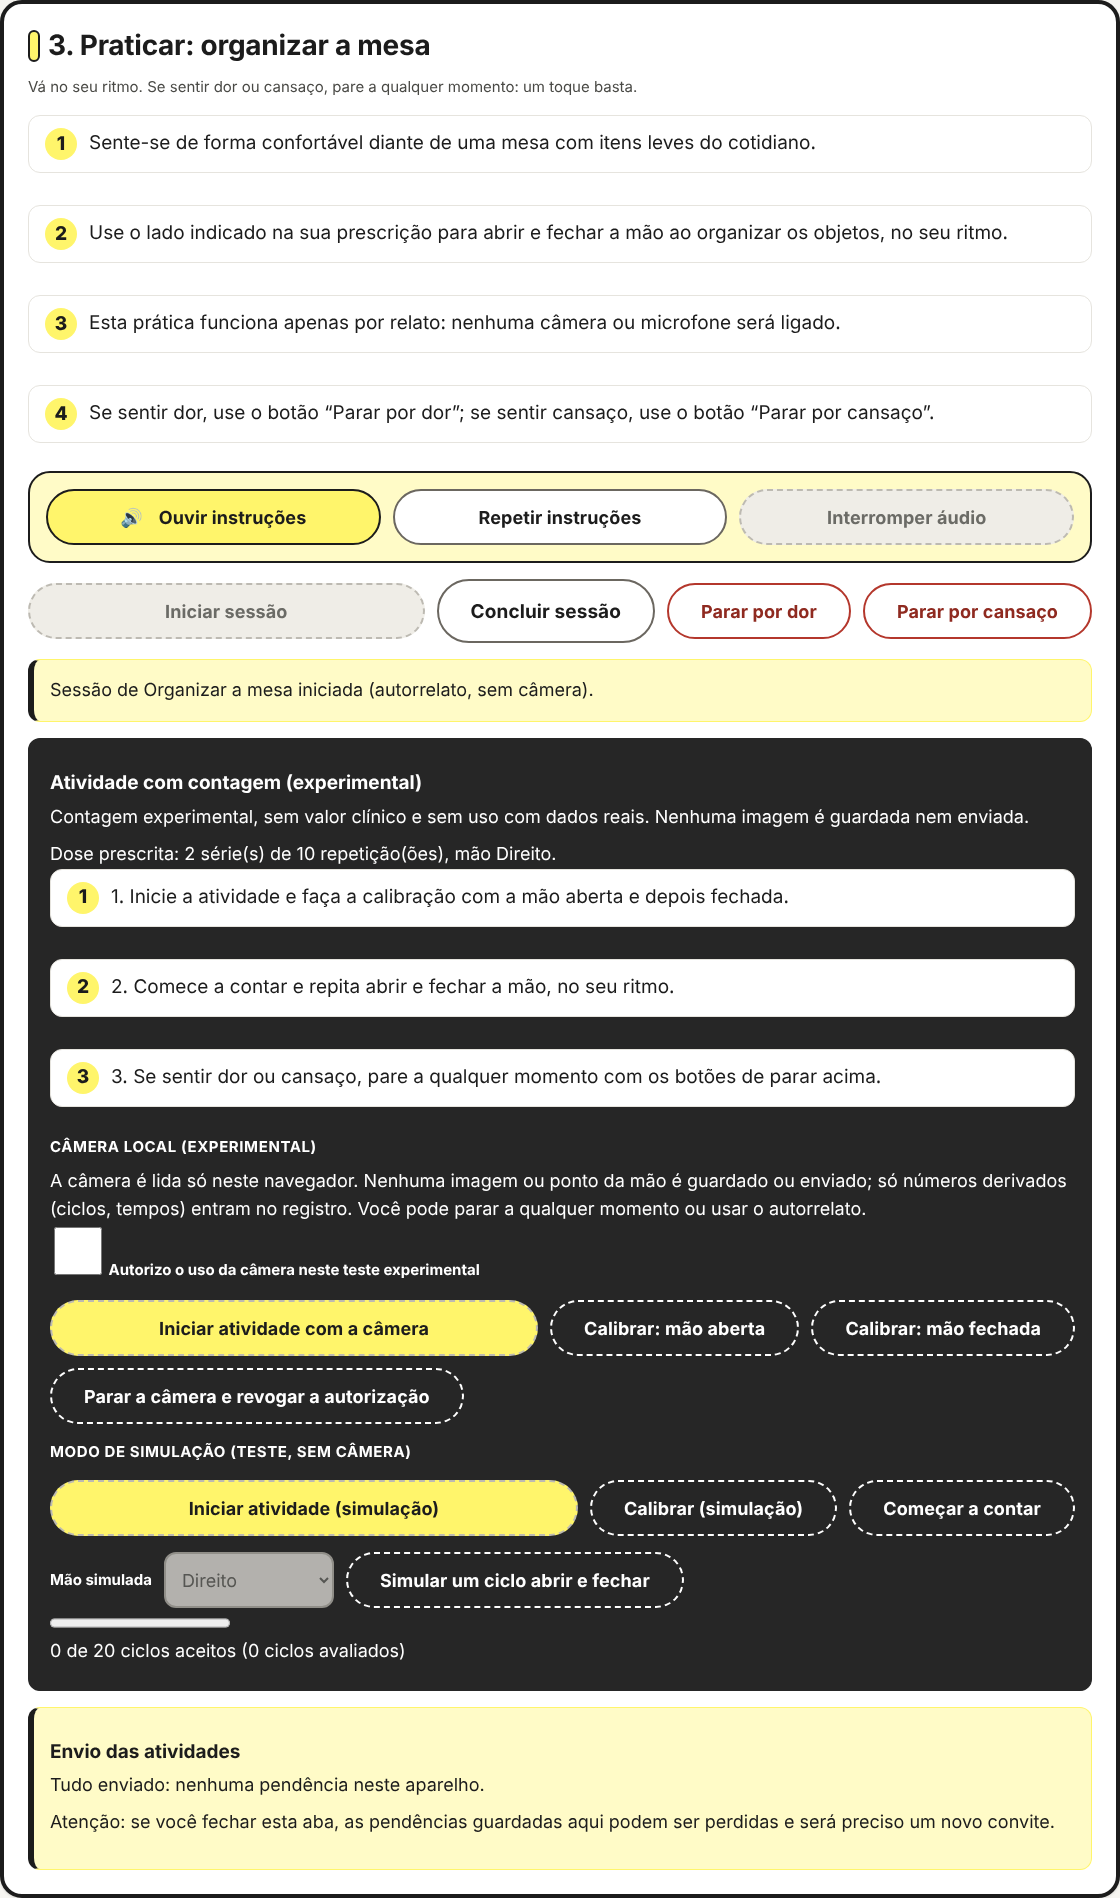 3. Praticar: organizar a mesa
Vá no seu ritmo. Se sentir dor ou cansaço, pare a qualquer momento: um toque basta.
1 Sente-se de forma confortável diante de uma mesa com itens leves do cotidiano.
2 Use o lado indicado na sua prescrição para abrir e fechar a mão ao organizar os objetos, no seu ritmo.
3 Esta prática funciona apenas por relato: nenhuma câmera ou microfone será ligado.
4 Se sentir dor, use o botão “Parar por dor”; se sentir cansaço, use o botão “Parar por cansaço”.
Ouvir instruções Repetir instruções Interromper áudio
Iniciar sessão Concluir sessão Parar por dor Parar por cansaço
Sessão de Organizar a mesa iniciada (autorrelato, sem câmera).
Atividade com contagem (experimental)
Contagem experimental, sem valor clínico e sem uso com dados reais. Nenhuma imagem é guardada nem enviada.
Dose prescrita: 2 série(s) de 10 repetição(ões), mão Direito.
1 1. Inicie a atividade e faça a calibração com a mão aberta e depois fechada.
2 2. Comece a contar e repita abrir e fechar a mão, no seu ritmo.
3 3. Se sentir dor ou cansaço, pare a qualquer momento com os botões de parar acima.
CÂMERA LOCAL (EXPERIMENTAL)
A câmera é lida só neste navegador. Nenhuma imagem ou ponto da mão é guardado ou enviado; só números derivados
(ciclos, tempos) entram no registro. Você pode parar a qualquer momento ou usar o autorrelato.
Autorizo o uso da câmera neste teste experimental
Iniciar atividade com a câmera Calibrar: mão aberta Calibrar: mão fechada
Parar a câmera e revogar a autorização
MODO DE SIMULAÇÃO (TESTE, SEM CÂMERA)
Iniciar atividade (simulação) Calibrar (simulação) Começar a contar
Mão simulada Direito Simular um ciclo abrir e fechar
0 de 20 ciclos aceitos (0 ciclos avaliados)
Envio das atividades
Tudo enviado: nenhuma pendência neste aparelho.
Atenção: se você fechar esta aba, as pendências guardadas aqui podem ser perdidas e será preciso um novo convite.